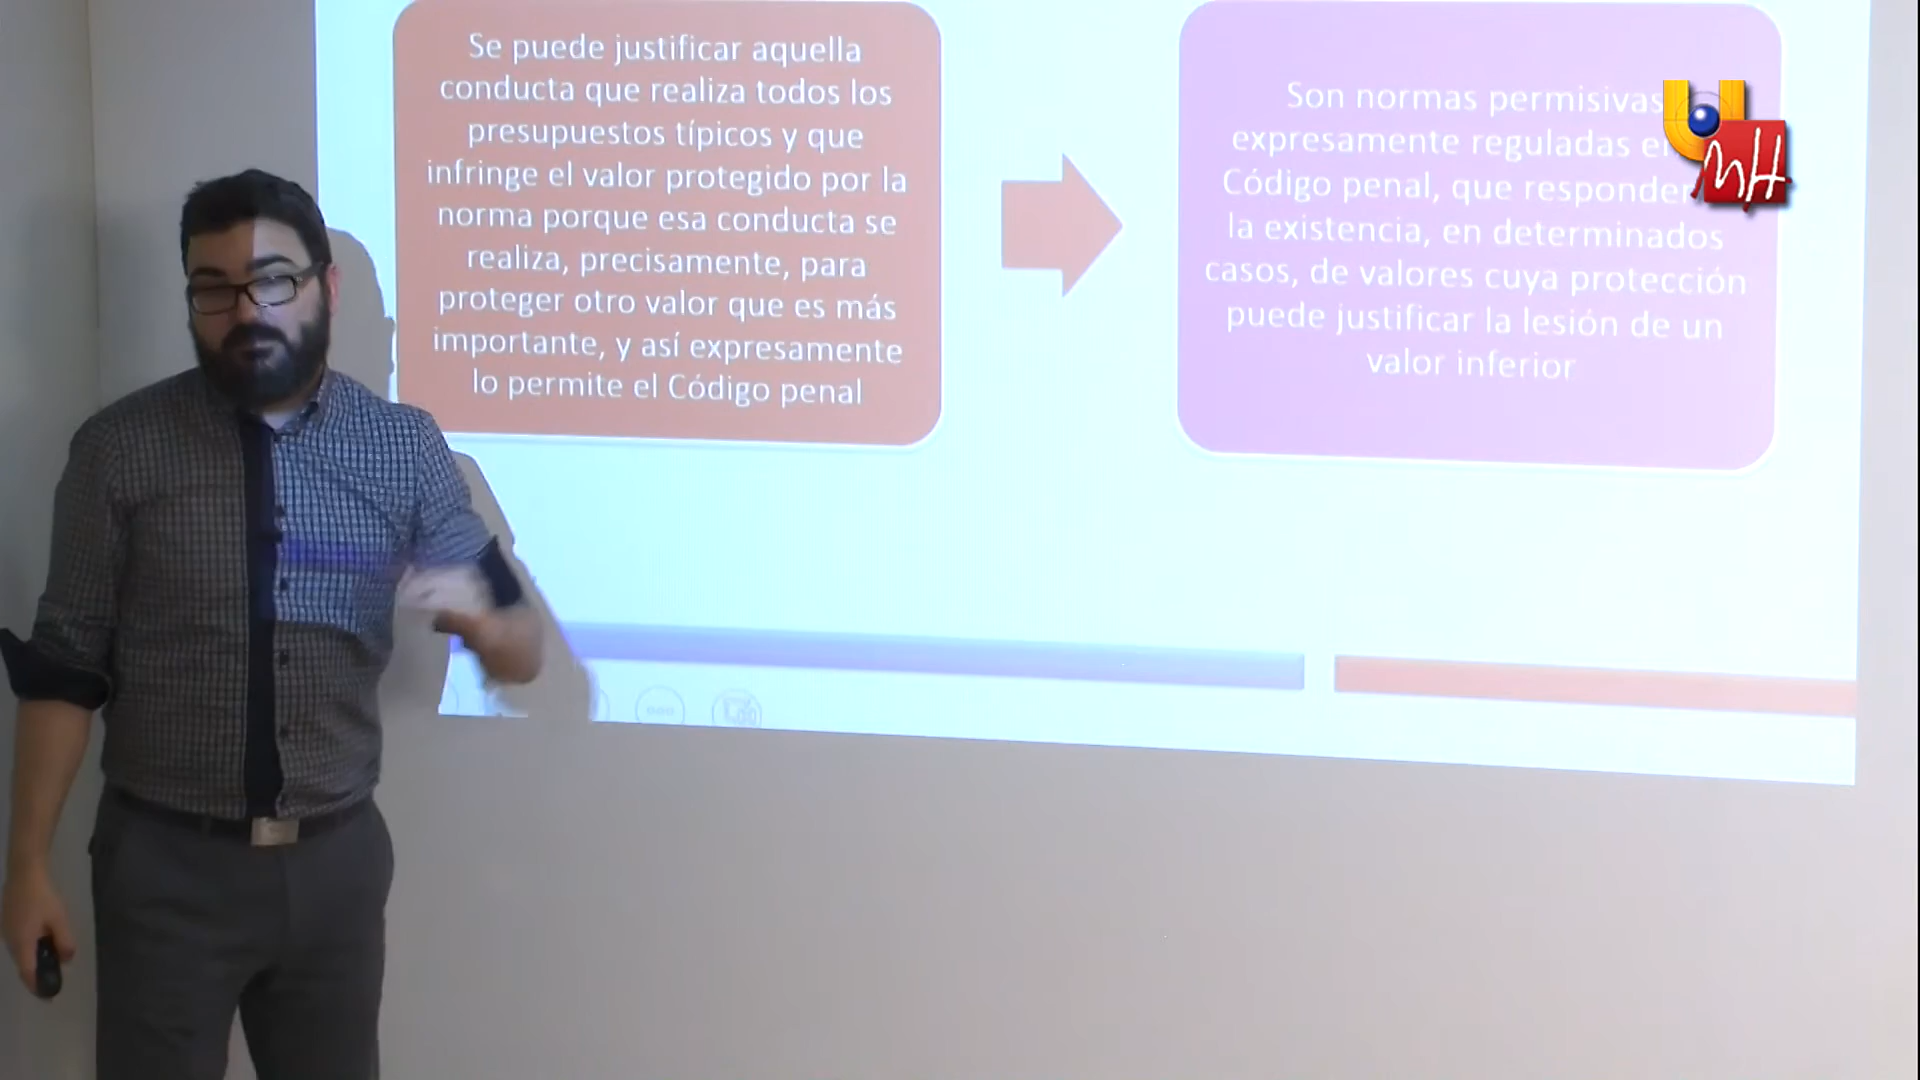 Se puede justificar aquella
conducta que realiza todos los
presupuestos típicos y que
infringe el valor protegido por la
norma porque esa conducta se
realiza, precisamente, para
proteger otro valor que es más
importante, y así expresamente
lo permite el Código penal
Son normas permisivas
expresamente reguladas
Código penal, que responden
la existencia, en determinados
casos, de valores cuya protección
puede justificar la lesión de un
valor inferior
UMH